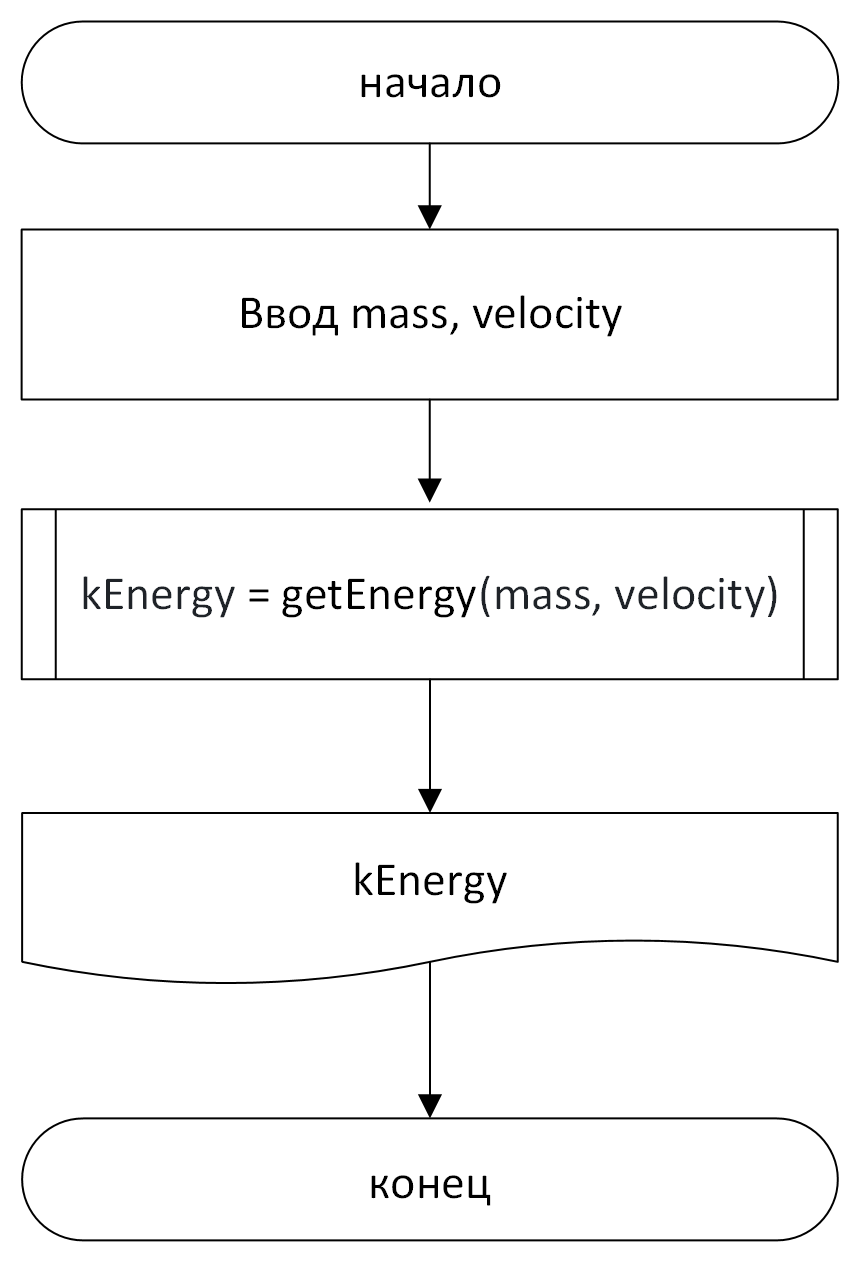 начало
Ввод mass, velocity
kEnergy = getEnergy(mass, velocity)
kEnergy
конец